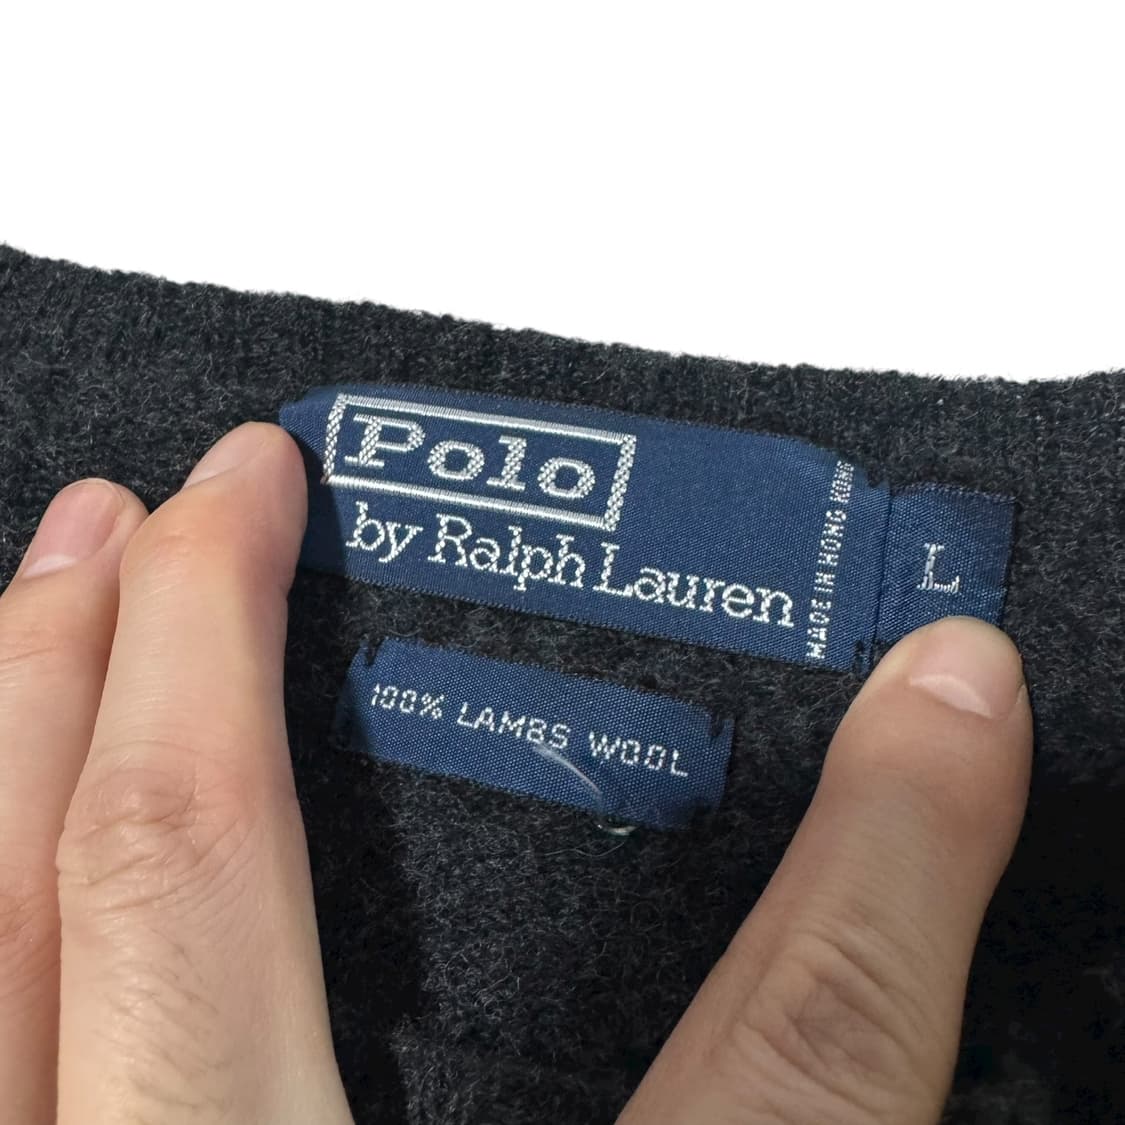 Polo
by Ralph Lauren
MADE IN HONG KONG
L
100% LAMBS WOOL